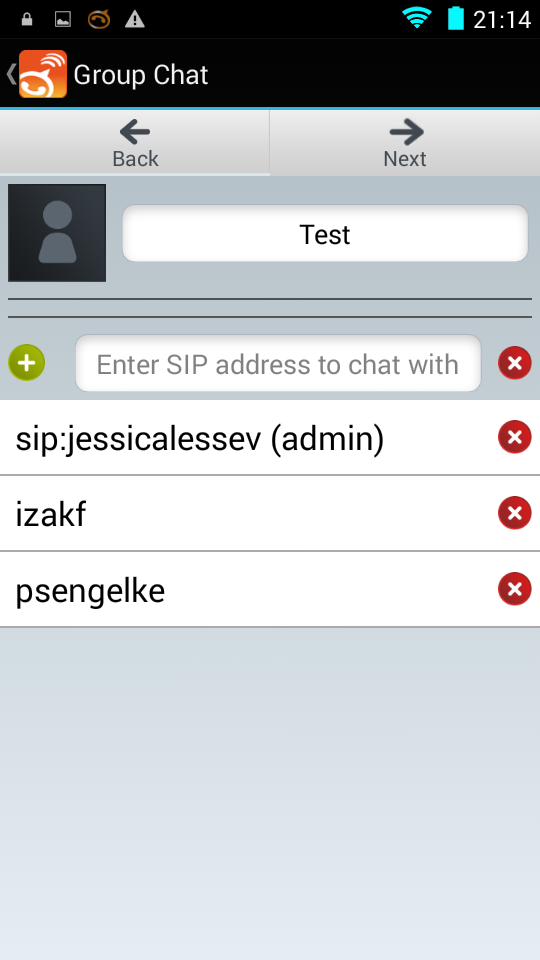 21:14
Group Chat
Back
Next
Test
Enter SIP address to chat with
sip:jessicalessev (admin)
izakf
psengelke